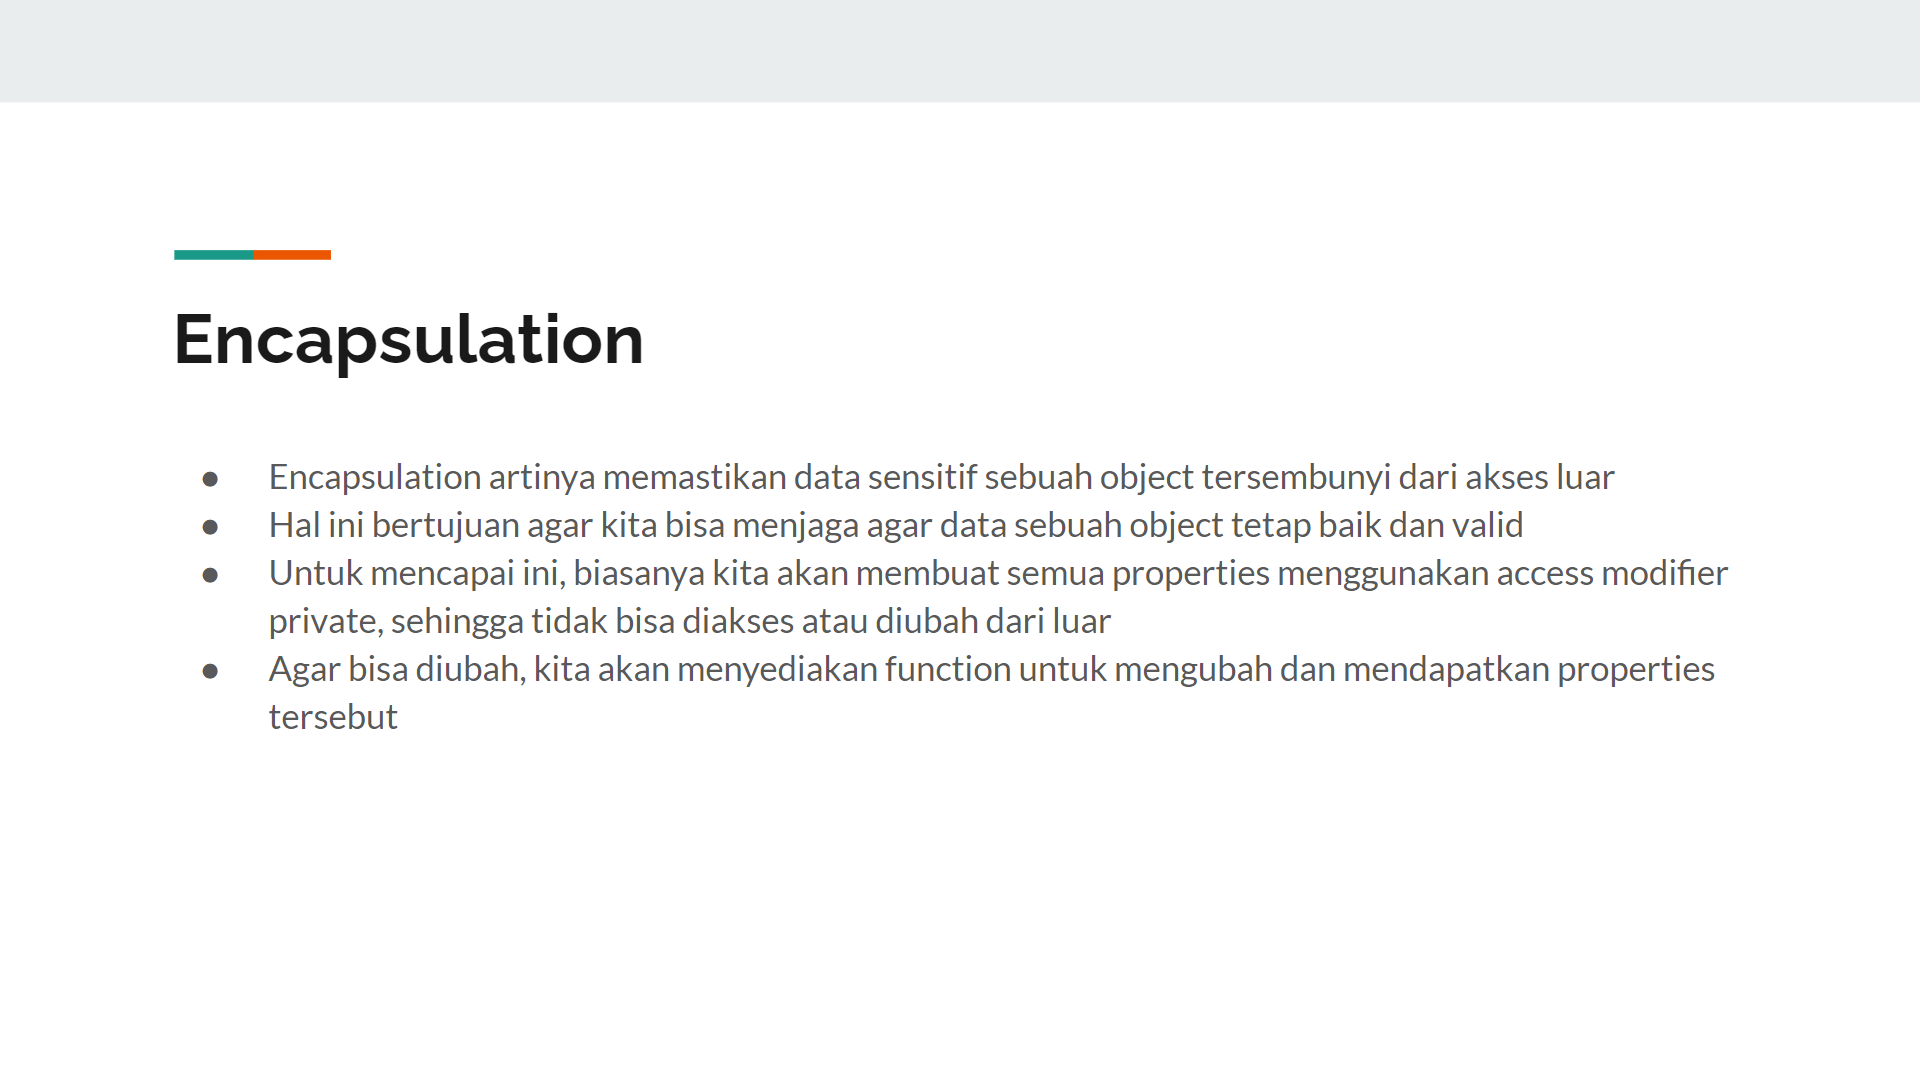 Encapsulation
● Encapsulation artinya memastikan data sensitif sebuah object tersembunyi dari akses luar
● Hal ini bertujuan agar kita bisa menjaga agar data sebuah object tetap baik dan valid
● Untuk mencapai ini, biasanya kita akan membuat semua properties menggunakan access modifier
private, sehingga tidak bisa diakses atau diubah dari luar
● Agar bisa diubah, kita akan menyediakan function untuk mengubah dan mendapatkan properties
tersebut